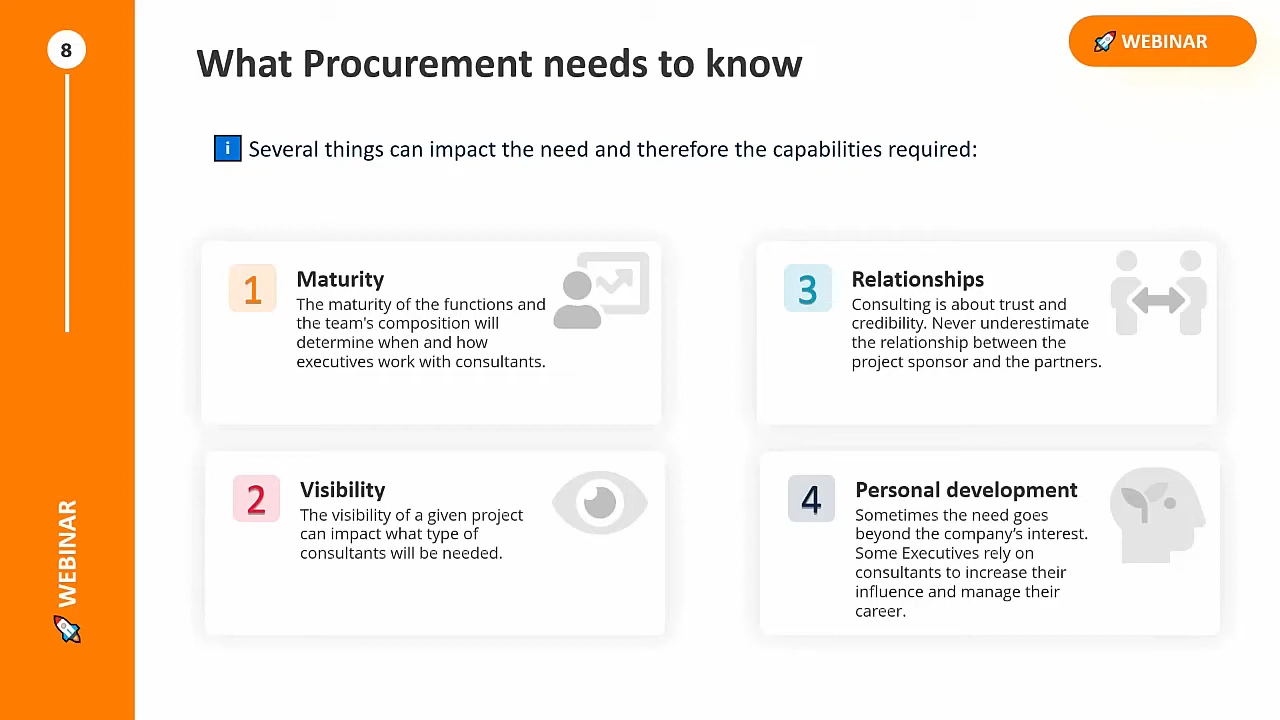 8
What Procurement needs to know
WEBINAR
i Several things can impact the need and therefore the capabilities required:
1
Maturity
The maturity of the functions and
the team's composition will
determine when and how
executives work with consultants.
2
Visibility
The visibility of a given project
can impact what type of
consultants will be needed.
3
Relationships
Consulting is about trust and
credibility. Never underestimate
the relationship between the
project sponsor and the partners.
4
Personal development
Sometimes the need goes
beyond the company's interest.
Some Executives rely on
consultants to increase their
influence and manage their
career.
WEBINAR